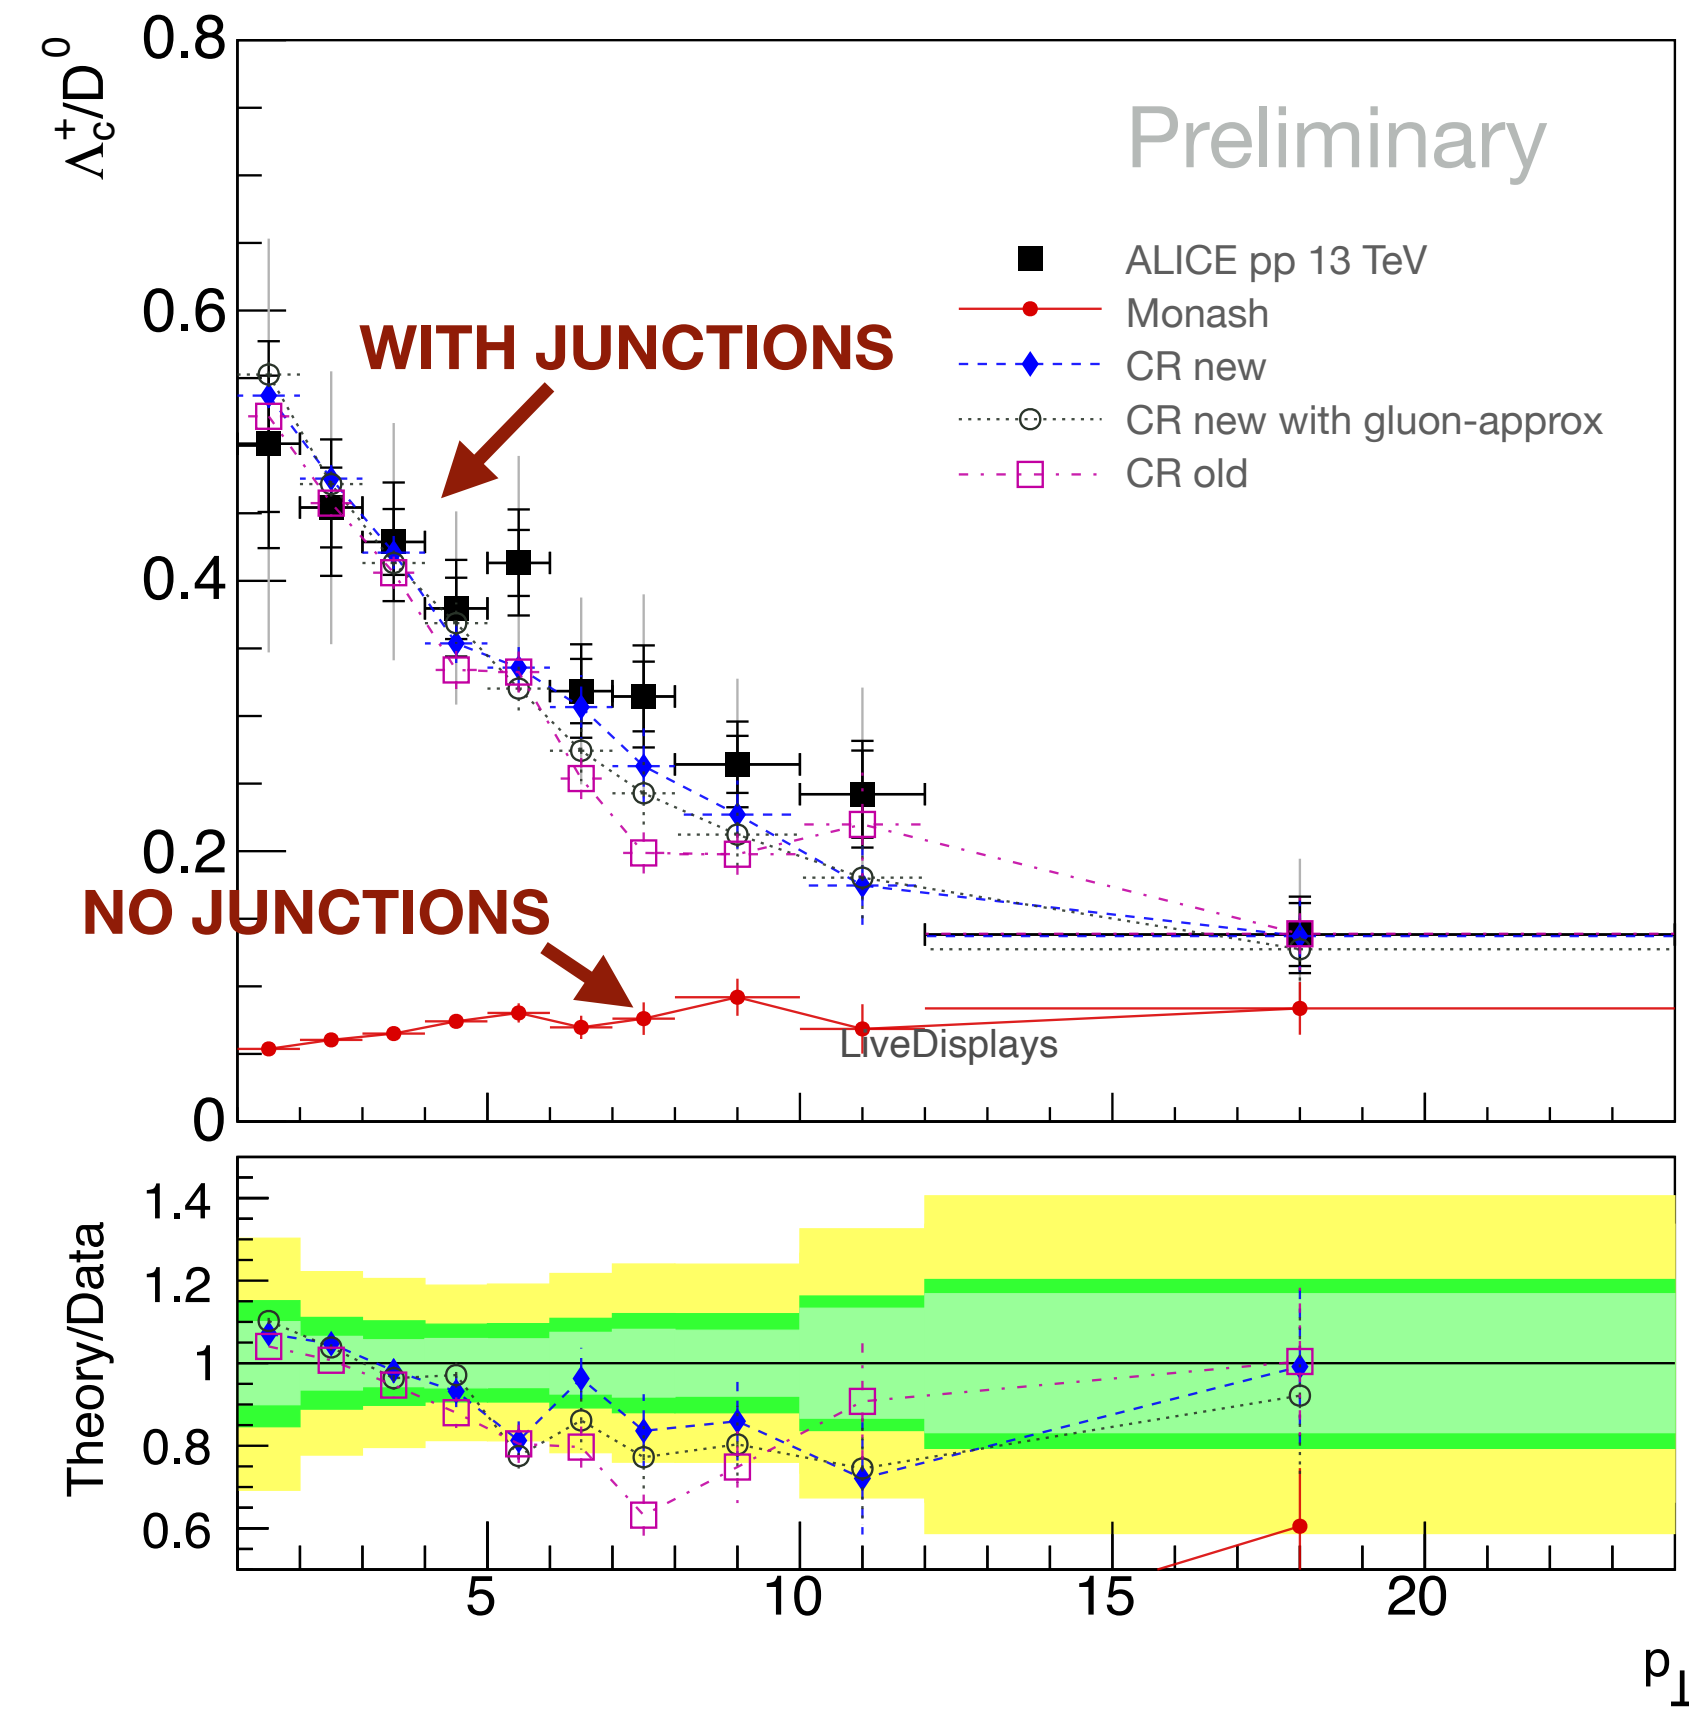 0.8
Λc+/D0
Preliminary
ALICE pp 13 TeV
0.6
Monash
WITH JUNCTIONS
CR new
CR new with gluon-approx
CR old
0.4
0.2
NO JUNCTIONS
LiveDisplays
0
1.4
1.2
Theory/Data
1
0.8
0.6
5 10 15 20
p⊥